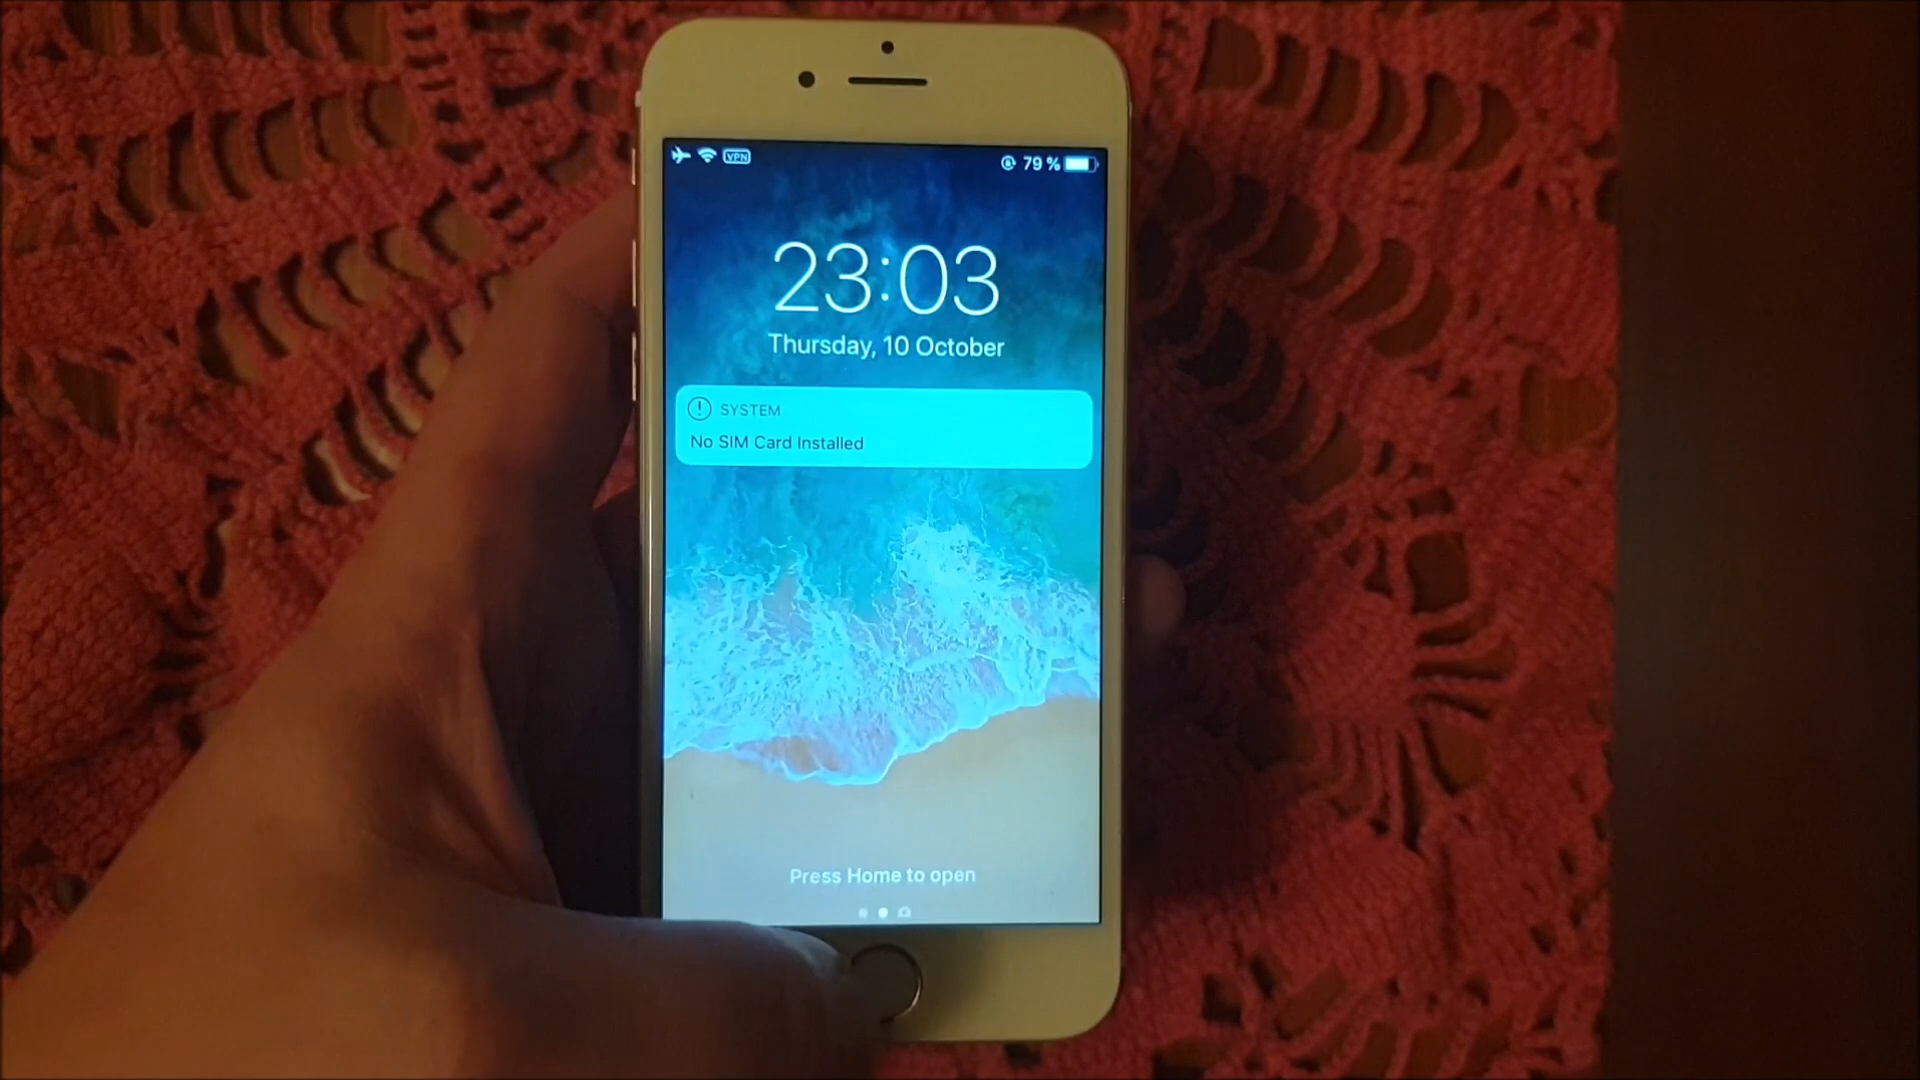 VPN 79 %
23:03
Thursday, 10 October
SYSTEM
No SIM Card Installed
Press Home to open